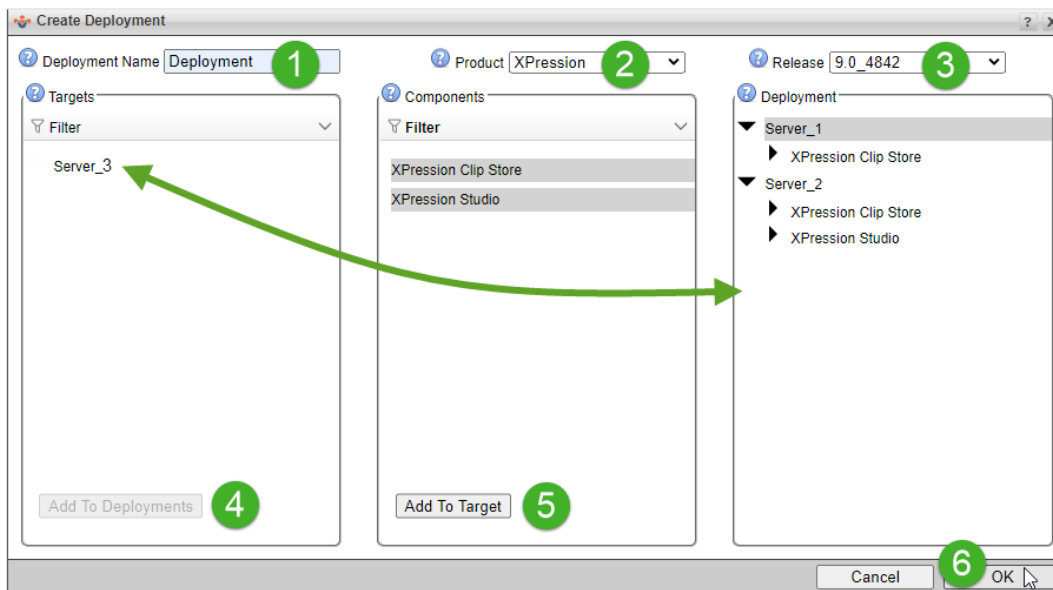 Create Deployment
? X
? Deployment Name Deployment 1
? Product XPression 2
? Release 9.0_4842 3
? Targets
Filter
Server_3
Add To Deployments 4
? Components
Filter
XPression Clip Store
XPression Studio
Add To Target 5
? Deployment
Server_1
XPression Clip Store
Server_2
XPression Clip Store
XPression Studio
Cancel
6 OK